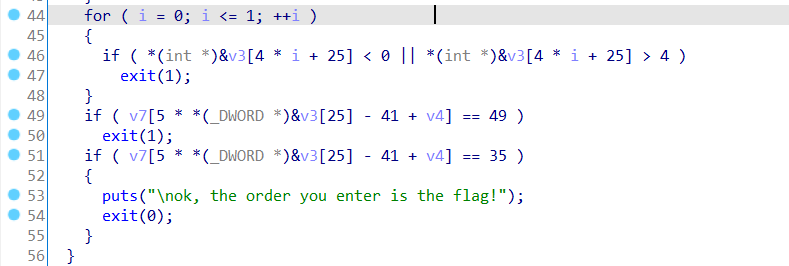 44 for ( i = 0; i <= 1; ++i )
45 {
46 if ( *(int *)&v3[4 * i + 25] < 0 || *(int *)&v3[4 * i + 25] > 4 )
47 exit(1);
48 }
49 if ( v7[5 * *(_DWORD *)&v3[25] - 41 + v4] == 49 )
50 exit(1);
51 if ( v7[5 * *(_DWORD *)&v3[25] - 41 + v4] == 35 )
52 {
53 puts("\nok, the order you enter is the flag!");
54 exit(0);
55 }
56 }